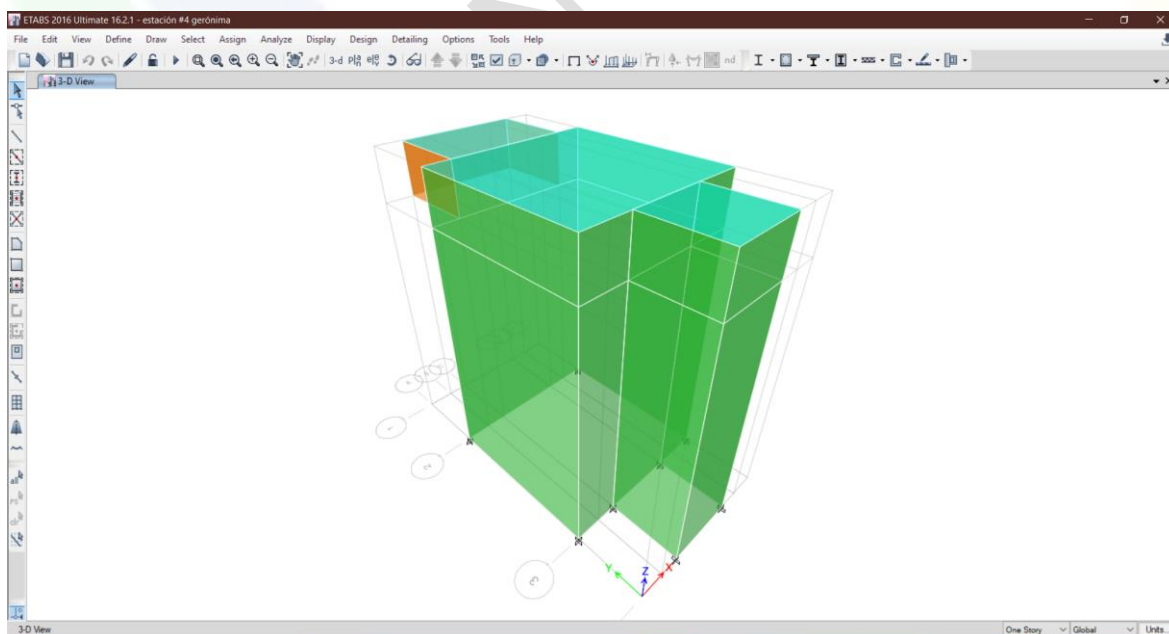 ETABS 2016 Ultimate 16.2.1 - estación #4 gerónima
File Edit View Define Draw Select Assign Analyze Display Design Detailing Options Tools Help
3-d
nd
3-D View
Y Z X
all
3-D View One Story Global Units...